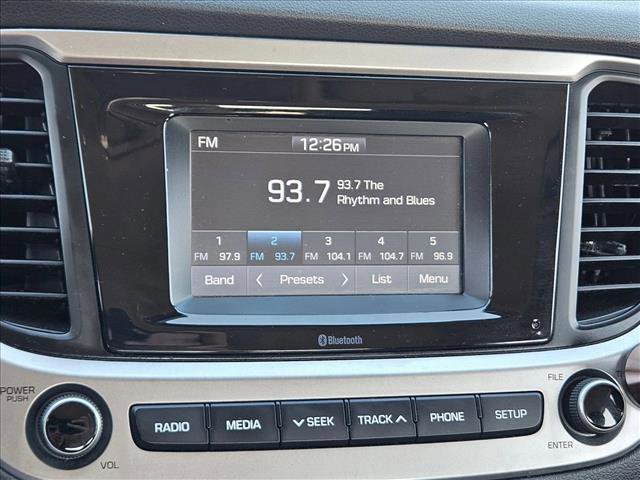 FM 12:26 PM
93.7 93.7 The
Rhythm and Blues
1 2 3 4 5
FM 97.9 FM 93.7 FM 104.1 FM 104.7 FM 96.9
Band < Presets > List Menu
Bluetooth
POWER
PUSH
VOL
RADIO MEDIA SEEK TRACK PHONE SETUP
FILE
ENTER